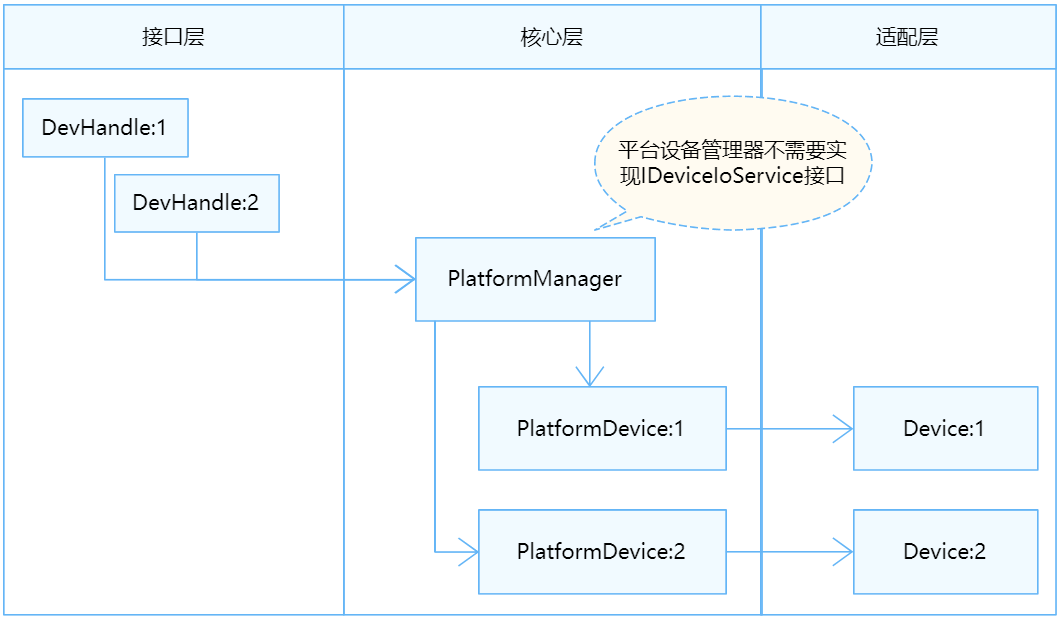 接口层
核心层
适配层
DevHandle:1
DevHandle:2
平台设备管理器不需要实
现IDeviceIoService接口
PlatformManager
PlatformDevice:1
Device:1
PlatformDevice:2
Device:2